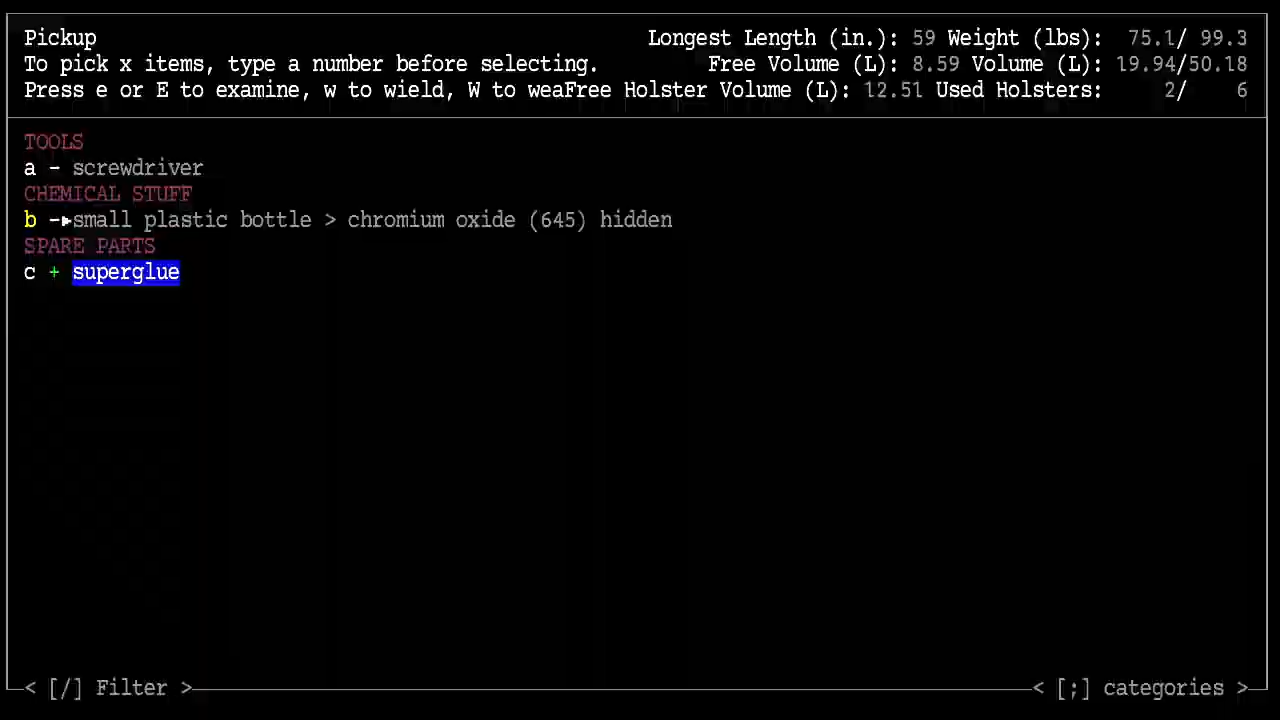 Pickup Longest Length (in.): 59 Weight (lbs): 75.1/ 99.3
To pick x items, type a number before selecting. Free Volume (L): 8.59 Volume (L): 19.94/50.18
Press e or E to examine, w to wield, W to weaFree Holster Volume (L): 12.51 Used Holsters: 2/ 6
TOOLS
a - screwdriver
CHEMICAL STUFF
b -▸small plastic bottle > chromium oxide (645) hidden
SPARE PARTS
c + superglue
< [/] Filter > < [;] categories >